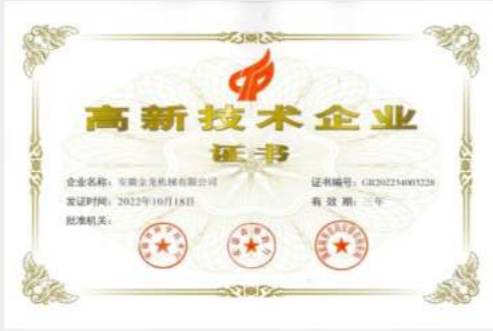 高新技术企业
证书
企业名称：安徽金龙机械有限公司
证书编号：GR202234003228
发证时间：2022年10月18日
有效期：三年
批准机关：